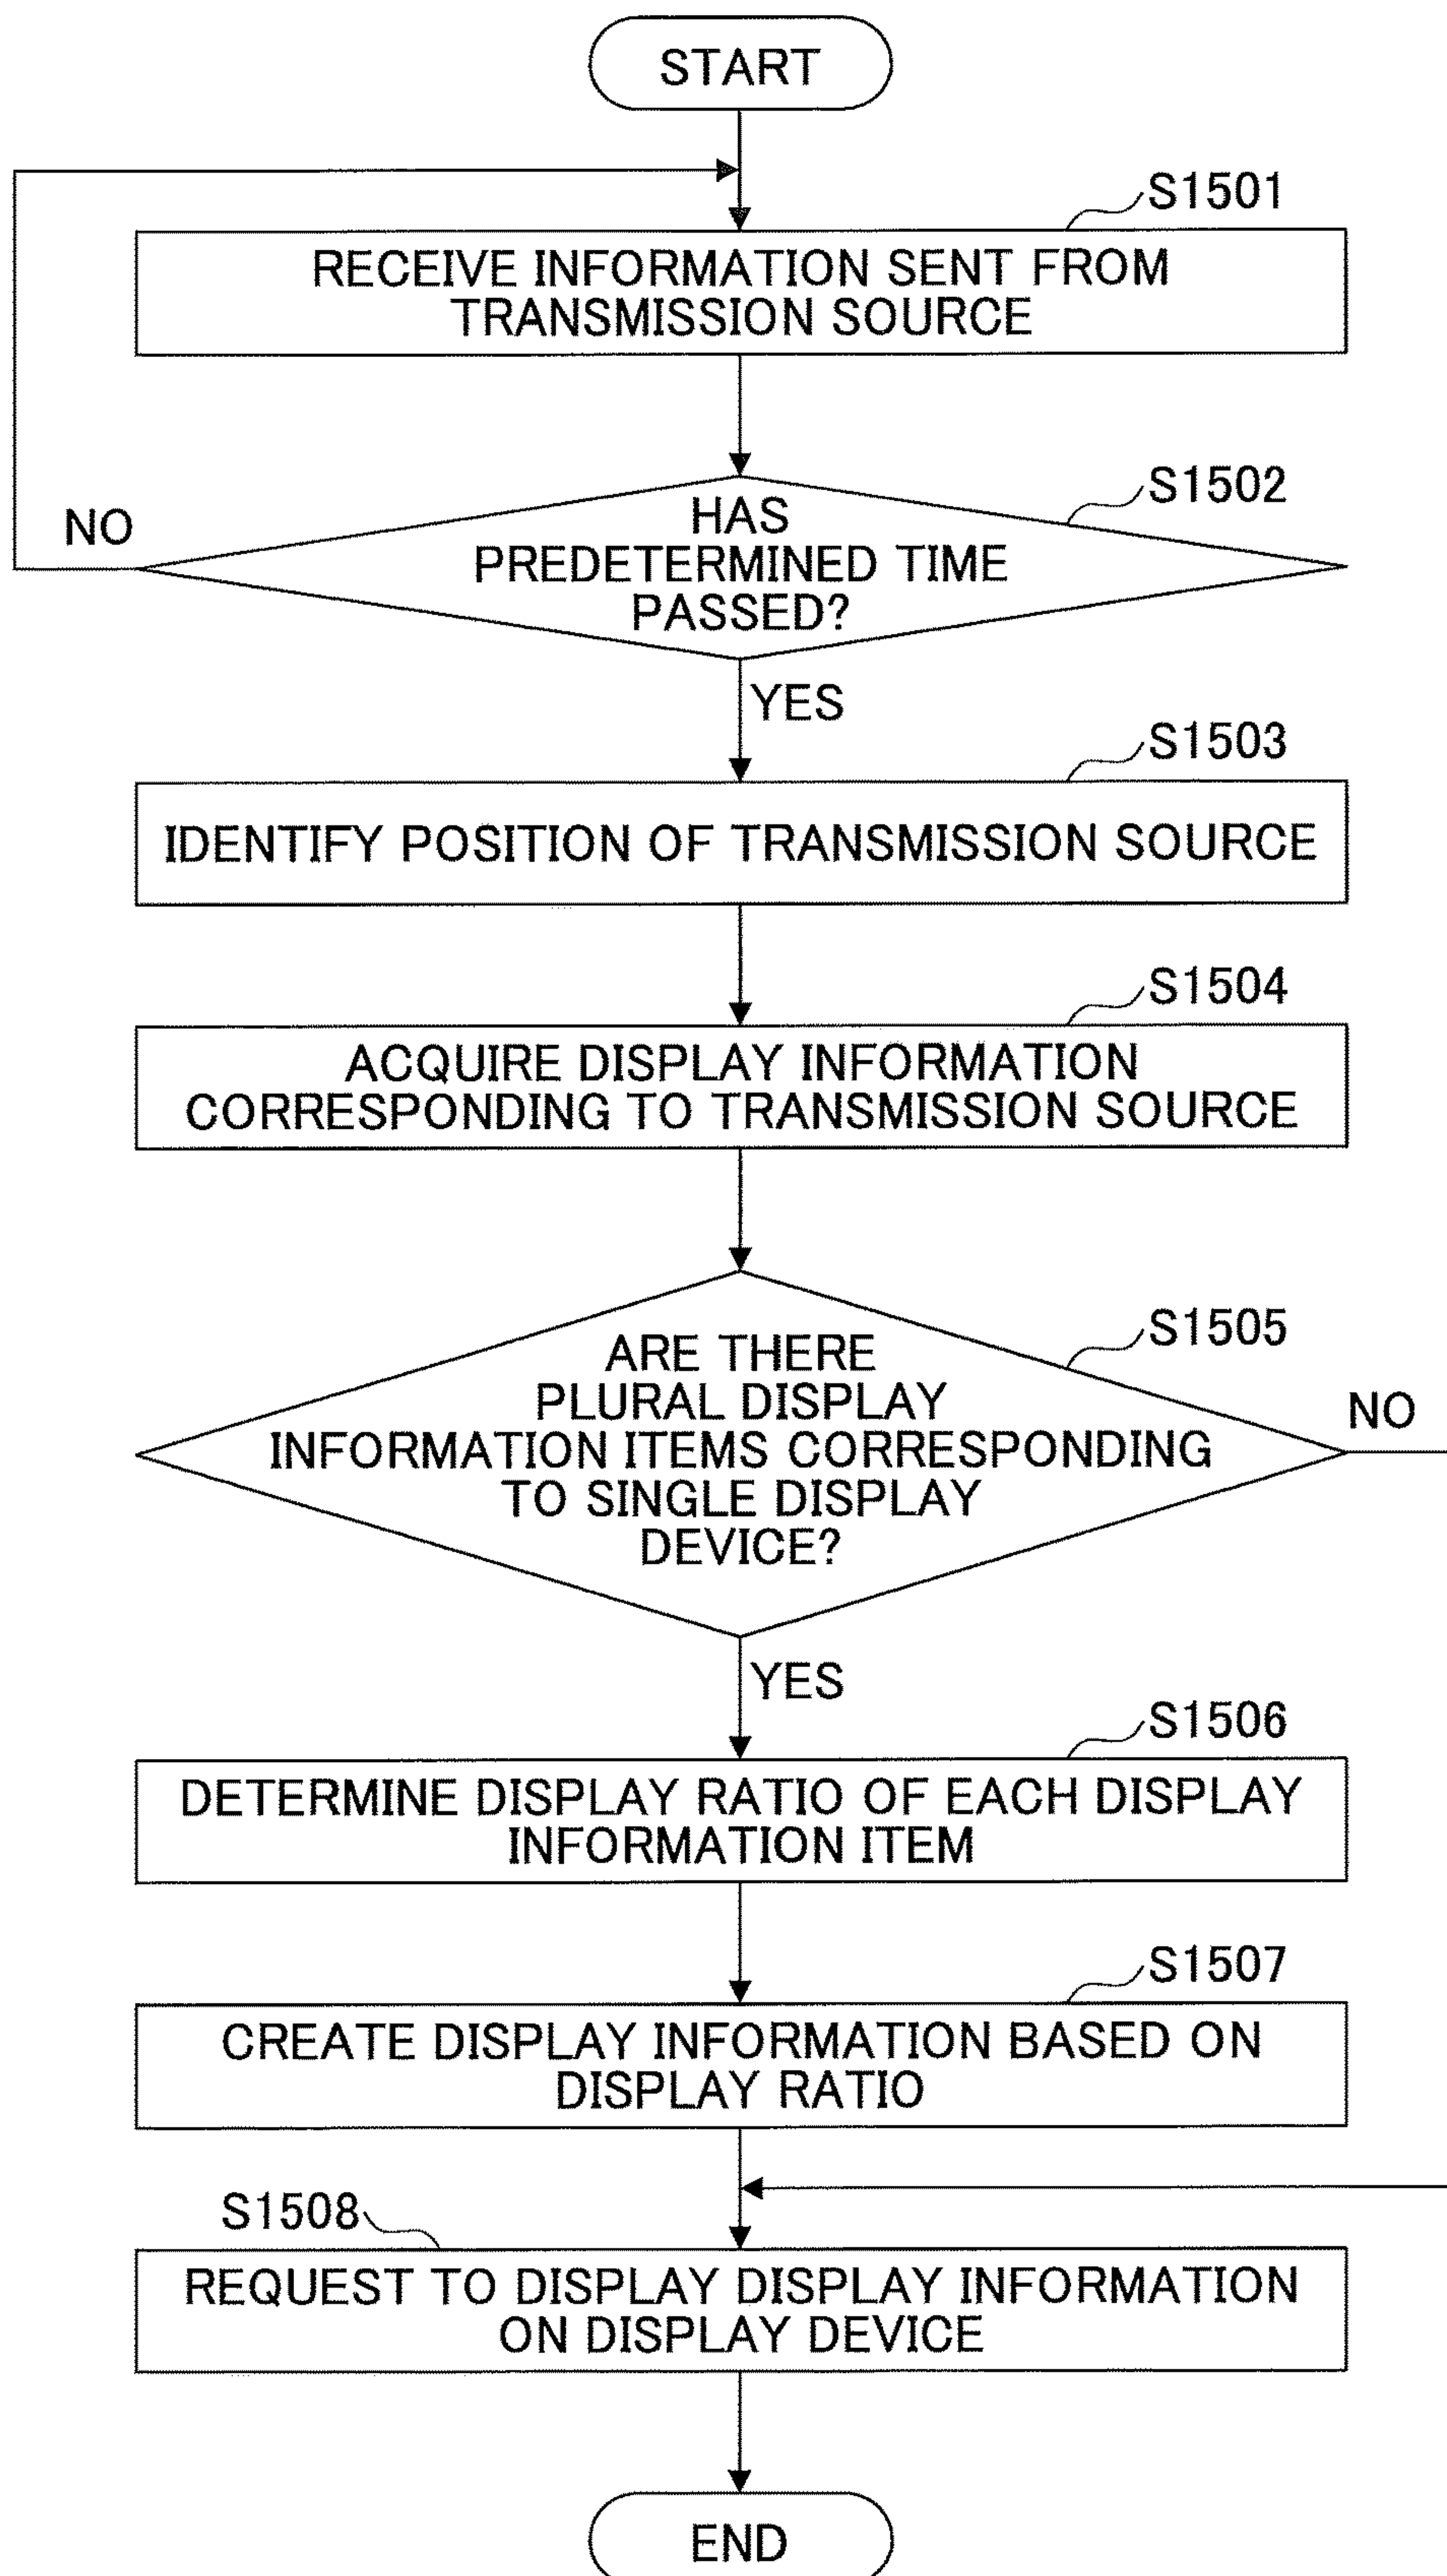 START
S1501
RECEIVE INFORMATION SENT FROM
TRANSMISSION SOURCE
S1502
NO
HAS
PREDETERMINED TIME
PASSED?
YES
S1503
IDENTIFY POSITION OF TRANSMISSION SOURCE
S1504
ACQUIRE DISPLAY INFORMATION
CORRESPONDING TO TRANSMISSION SOURCE
S1505
ARE THERE
PLURAL DISPLAY
INFORMATION ITEMS CORRESPONDING
TO SINGLE DISPLAY
DEVICE?
NO
YES
S1506
DETERMINE DISPLAY RATIO OF EACH DISPLAY
INFORMATION ITEM
S1507
CREATE DISPLAY INFORMATION BASED ON
DISPLAY RATIO
S1508
REQUEST TO DISPLAY DISPLAY INFORMATION
ON DISPLAY DEVICE
END